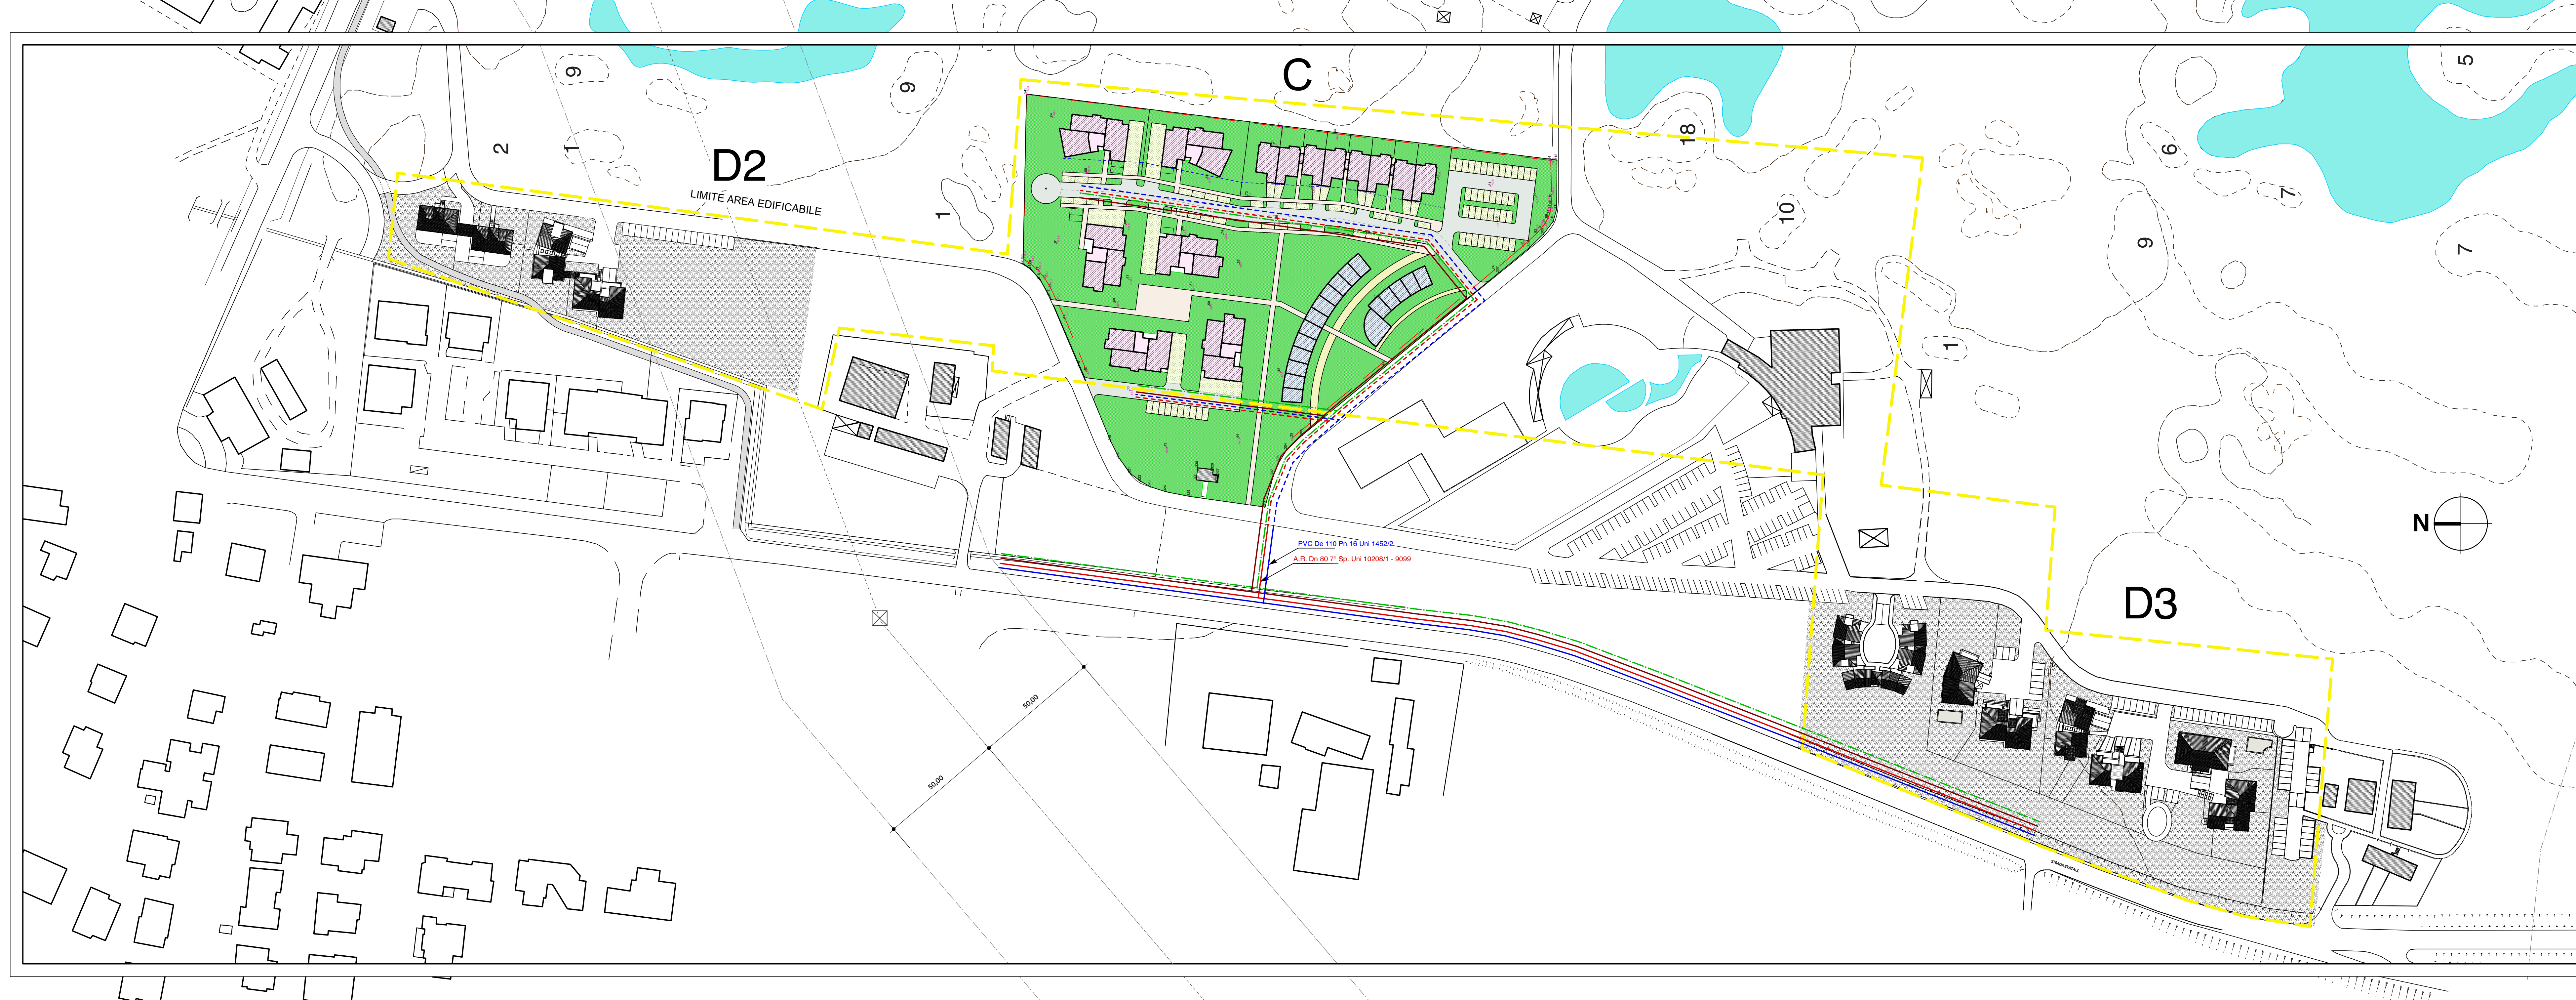 C
5
9
9
18
2
1
D2
6
7
LIMITE AREA EDIFICABILE
10
1
9
7
1
N
PVC De 110 Pn 16 Uni 1452/2
A.R. Dn 80 7° Sp. Uni 10208/1 - 9099
D3
50,00
50,00
STRADA STATALE